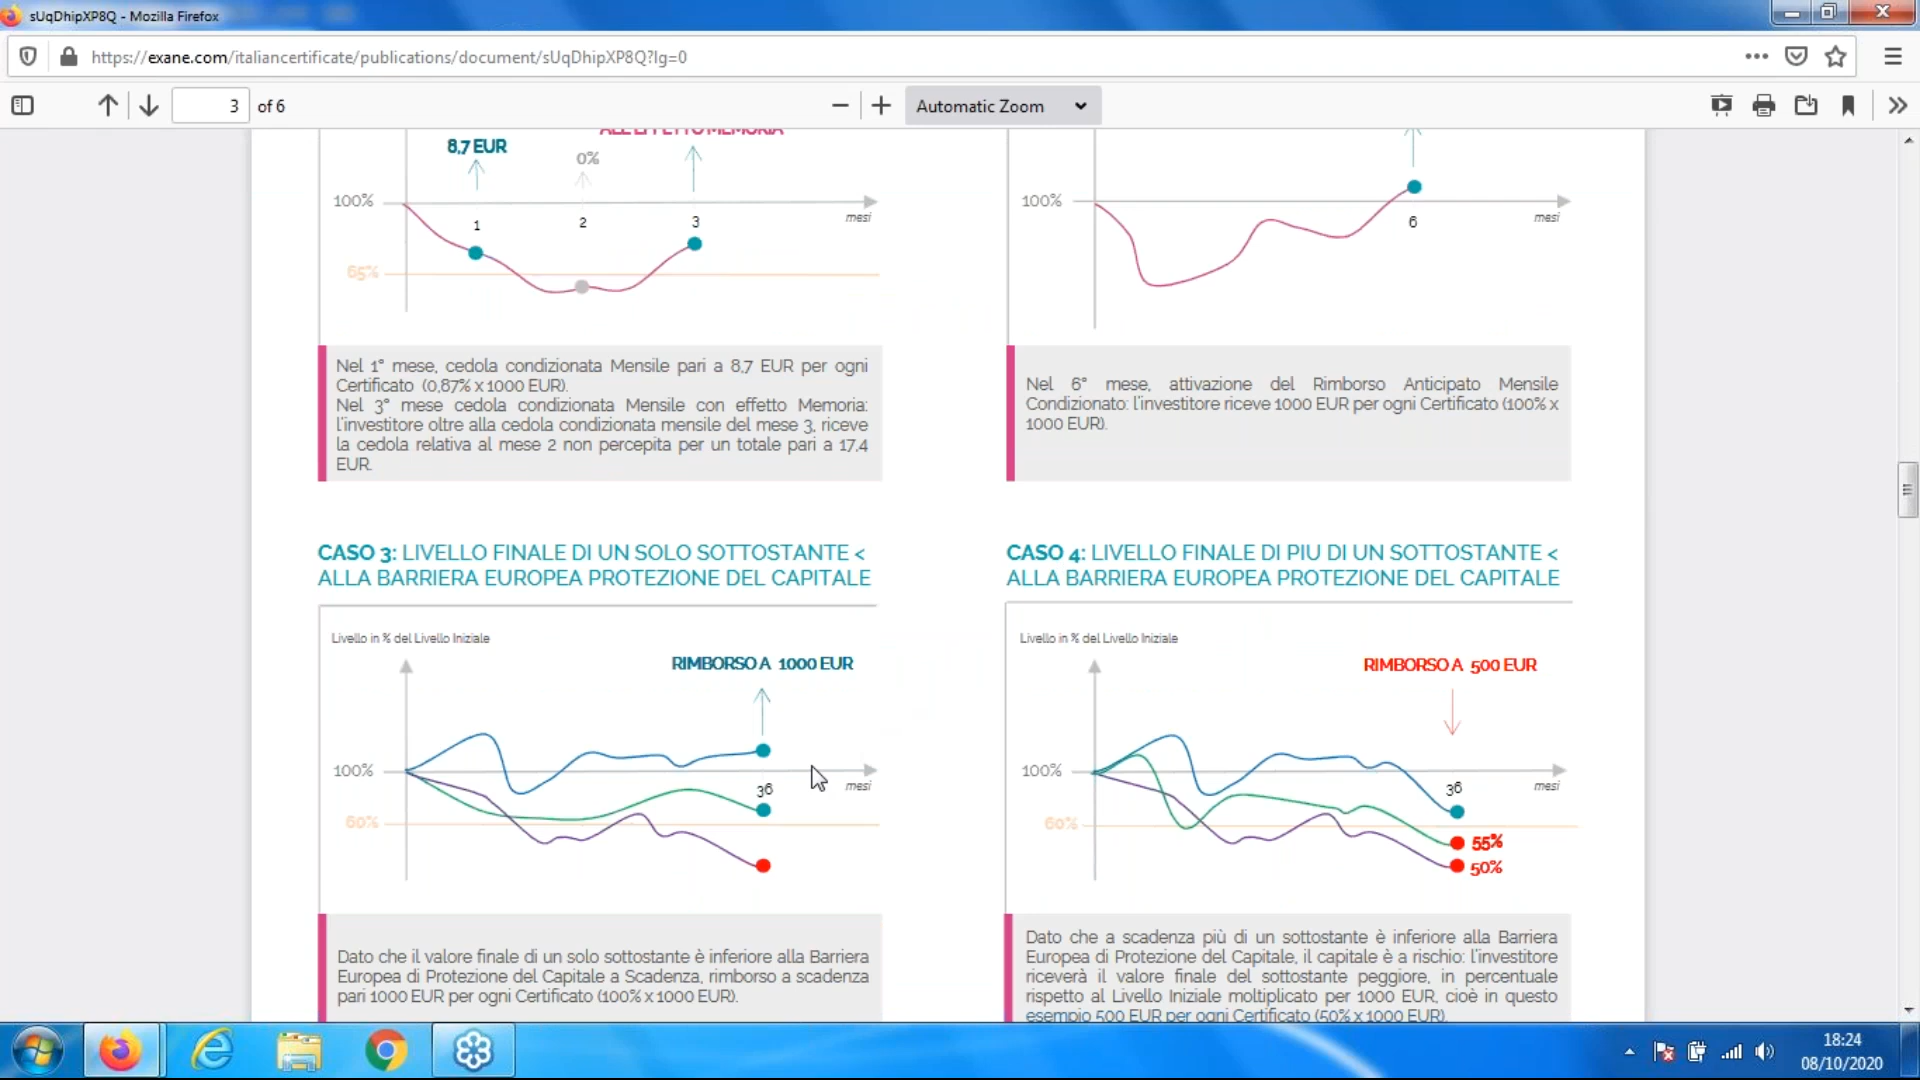 sUqDhipXP8Q - Mozilla Firefox
https://exane.com/italiancertificate/publications/document/sUqDhipXP8Q?lg=0
3 of 6
Automatic Zoom
ALL'EFFETTO MEMORIA
8,7 EUR
0%
100%
1
2
3
mesi
65%
100%
6
mesi
Nel 1° mese, cedola condizionata Mensile pari a 8,7 EUR per ogni
Certificato (0,87% x 1000 EUR).
Nel 3° mese cedola condizionata Mensile con effetto Memoria:
l'investitore oltre alla cedola condizionata mensile del mese 3, riceve
la cedola relativa al mese 2 non percepita per un totale pari a 17,4
EUR.
Nel 6° mese, attivazione del Rimborso Anticipato Mensile
Condizionato: l'investitore riceve 1000 EUR per ogni Certificato (100% x
1000 EUR).
CASO 3: LIVELLO FINALE DI UN SOLO SOTTOSTANTE <
ALLA BARRIERA EUROPEA PROTEZIONE DEL CAPITALE
Livello in % del Livello Iniziale
RIMBORSO A 1000 EUR
100%
36
mesi
60%
Dato che il valore finale di un solo sottostante è inferiore alla Barriera
Europea di Protezione del Capitale a Scadenza, rimborso a scadenza
pari 1000 EUR per ogni Certificato (100% x 1000 EUR).
CASO 4: LIVELLO FINALE DI PIU DI UN SOTTOSTANTE <
ALLA BARRIERA EUROPEA PROTEZIONE DEL CAPITALE
Livello in % del Livello Iniziale
RIMBORSO A 500 EUR
100%
36
mesi
60%
55%
50%
Dato che a scadenza più di un sottostante è inferiore alla Barriera
Europea di Protezione del Capitale, il capitale è a rischio: l'investitore
riceverà il valore finale del sottostante peggiore, in percentuale
rispetto al Livello Iniziale moltiplicato per 1000 EUR, cioè in questo
esempio 500 EUR per ogni Certificato (50% x 1000 EUR).
18:24
08/10/2020